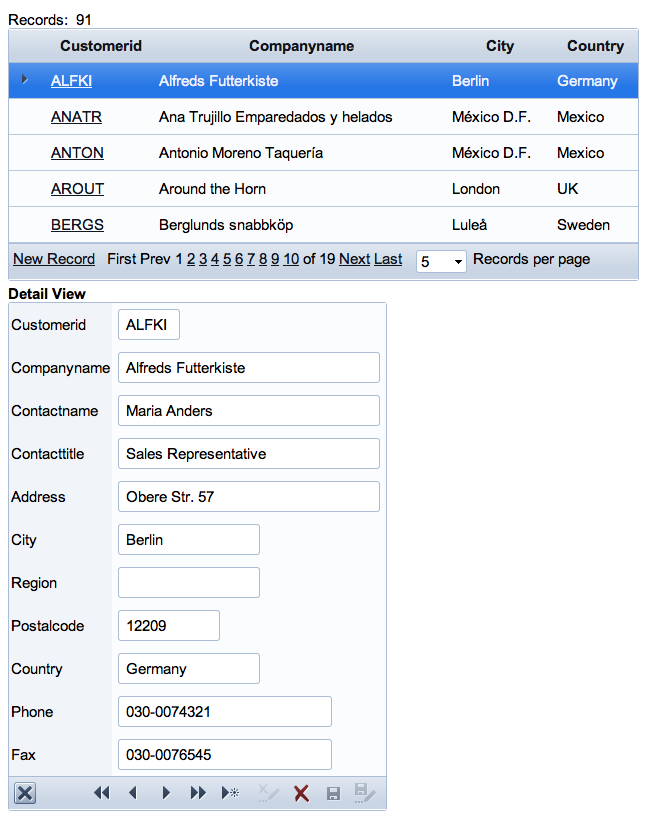 Records: 91
Customerid Companyname City Country
ALFKI Alfreds Futterkiste Berlin Germany
ANATR Ana Trujillo Emparedados y helados México D.F. Mexico
ANTON Antonio Moreno Taquería México D.F. Mexico
AROUT Around the Horn London UK
BERGS Berglunds snabbköp Luleå Sweden
New Record First Prev 1 2 3 4 5 6 7 8 9 10 of 19 Next Last 5 Records per page
Detail View
Customerid ALFKI
Companyname Alfreds Futterkiste
Contactname Maria Anders
Contacttitle Sales Representative
Address Obere Str. 57
City Berlin
Region
Postalcode 12209
Country Germany
Phone 030-0074321
Fax 030-0076545